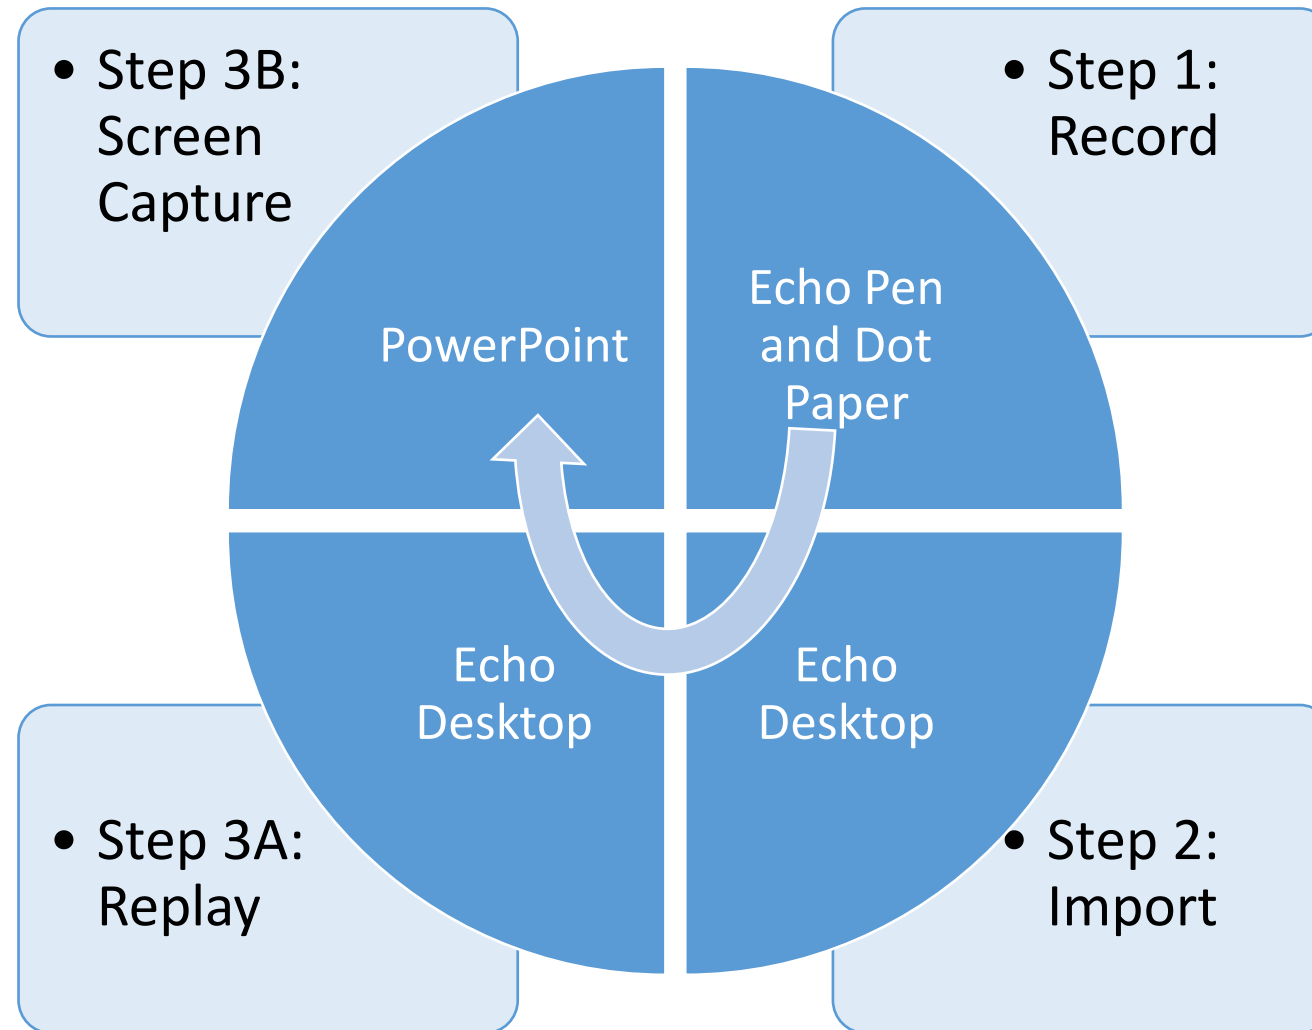 • Step 3B:
Screen
Capture
• Step 1:
Record
PowerPoint
Echo Pen
and Dot
Paper
Echo
Desktop
Echo
Desktop
• Step 3A:
Replay
• Step 2:
Import